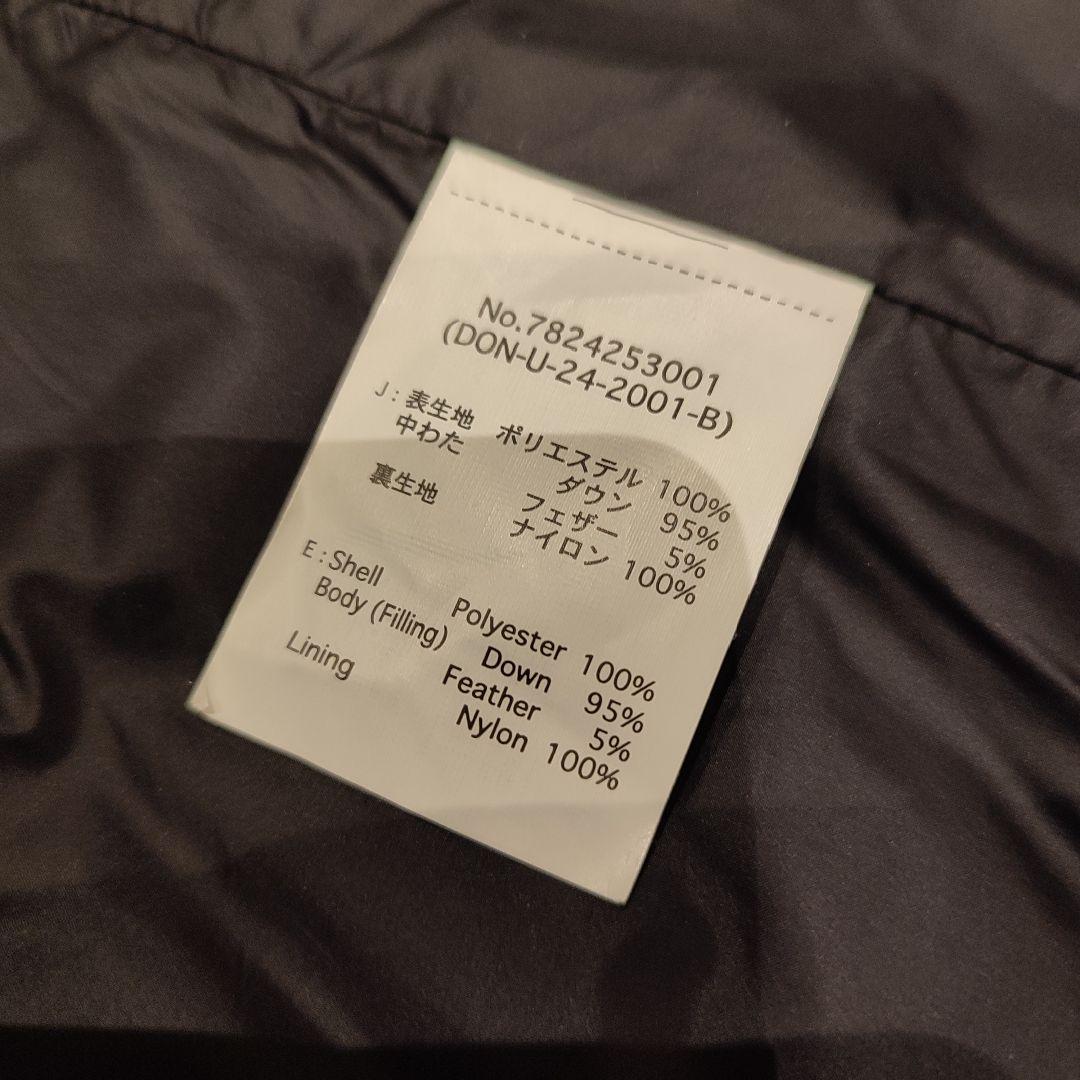 No.7824253001
(DON-U-24-2001-B)
J : 表生地 ポリエステル 100%
中わた ダウン 95%
フェザー 5%
裏生地 ナイロン 100%
E : Shell Polyester 100%
Body (Filling) Down 95%
Feather 5%
Lining Nylon 100%